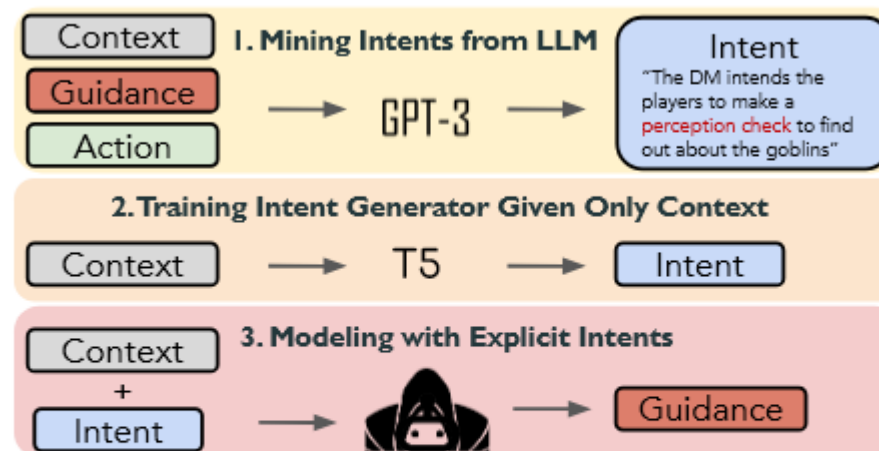 Context
Guidance
Action
1. Mining Intents from LLM
GPT-3
Intent
"The DM intends the
players to make a
perception check to find
out about the goblins"
2. Training Intent Generator Given Only Context
Context
T5
Intent
3. Modeling with Explicit Intents
Context
+
Intent
Guidance